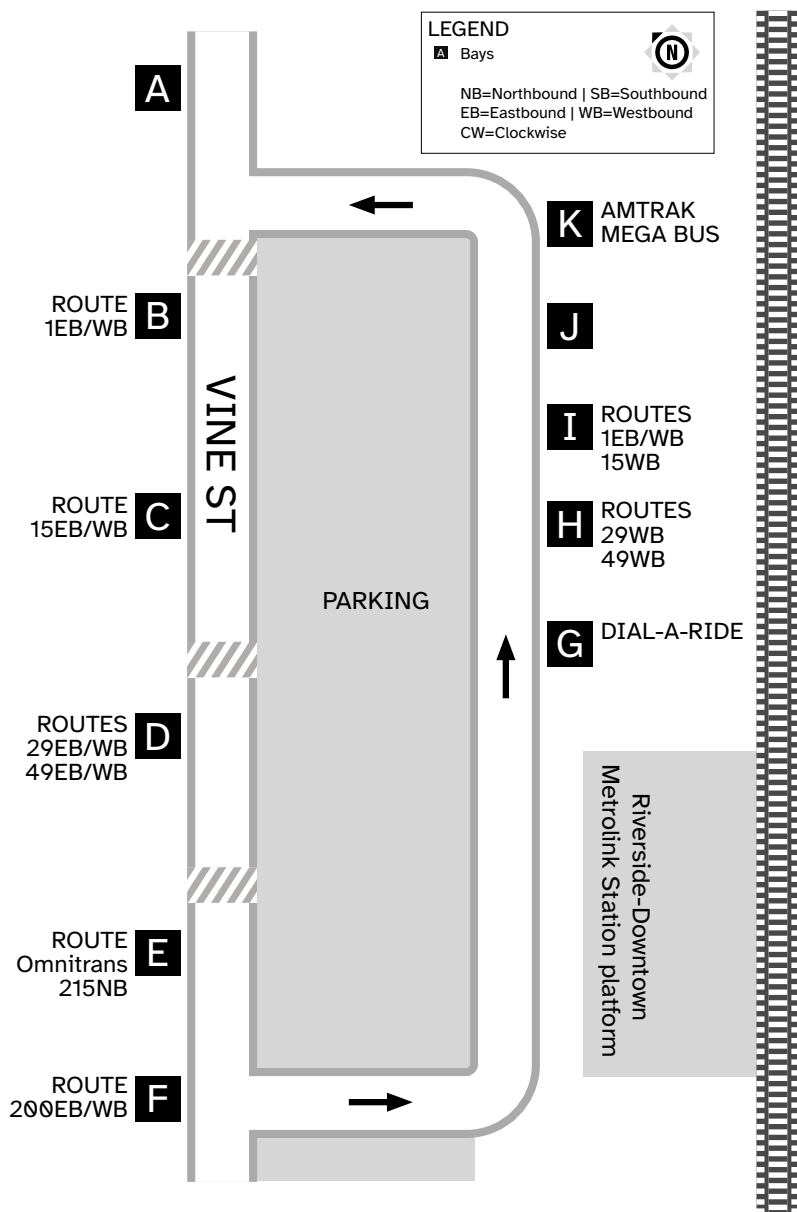 LEGEND
A Bays
N
NB=Northbound | SB=Southbound
EB=Eastbound | WB=Westbound
CW=Clockwise
A
K AMTRAK
MEGA BUS
ROUTE
1EB/WB
B
J
VINE ST
I ROUTES
1EB/WB
15WB
ROUTE
15EB/WB
C
H ROUTES
29WB
49WB
PARKING
G DIAL-A-RIDE
ROUTES
29EB/WB
49EB/WB
D
Riverside-Downtown
Metrolink Station platform
ROUTE
Omnitrans
215NB
E
ROUTE
200EB/WB
F